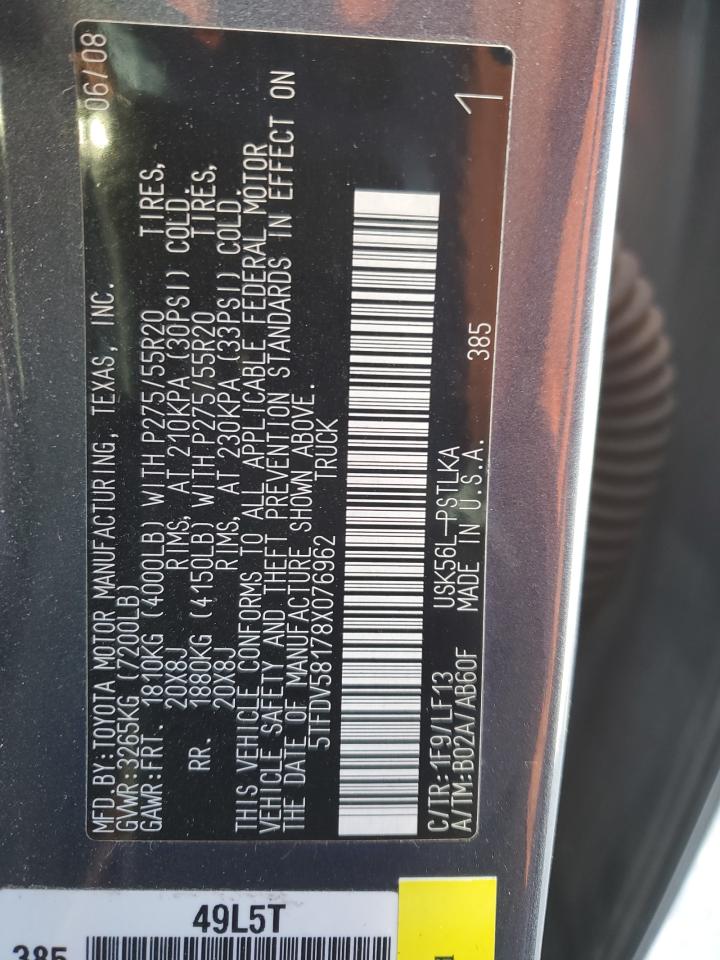 MFD.BY:TOYOTA MOTOR MANUFACTURING, TEXAS, INC. 06/08
GVWR:3265KG (7200LB)
GAWR:FRT. 1810KG (4000LB) WITH P275/55R20 TIRES,
20X8J RIMS, AT 210KPA (30PSI) COLD.
RR. 1880KG (4150LB) WITH P275/55R20 TIRES,
20X8J RIMS, AT 230KPA (33PSI) COLD.
THIS VEHICLE CONFORMS TO ALL APPLICABLE FEDERAL MOTOR
VEHICLE SAFETY AND THEFT PREVENTION STANDARDS IN EFFECT ON
THE DATE OF MANUFACTURE SHOWN ABOVE.
5TFDV58178X076962 TRUCK
C/TR:1F9/LF13 USK56L-PSTLKA 385
A/TM:B02A/AB60F MADE IN U.S.A. 1
49L5T
385